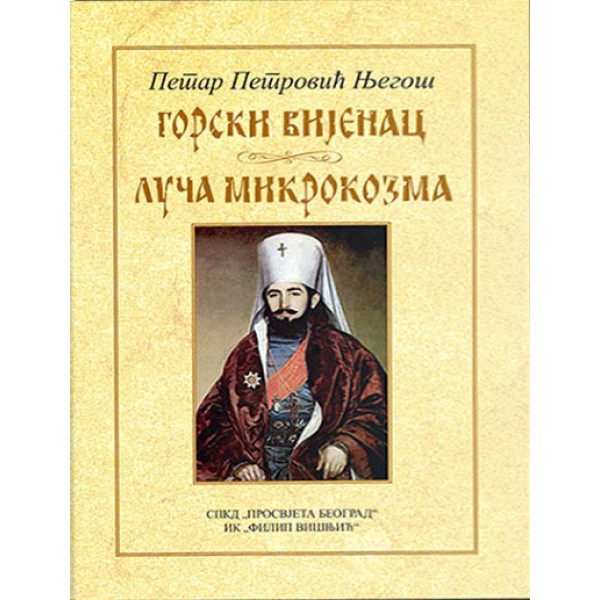 Петар Петровић Његош
ГОРСКИ ВИЈЕНАЦ
ЛУЧА МИКРОКОЗМА
СПКД „ПРОСВЈЕТА БЕОГРАД“
ИК „ФИЛИП ВИШЊИЋ“